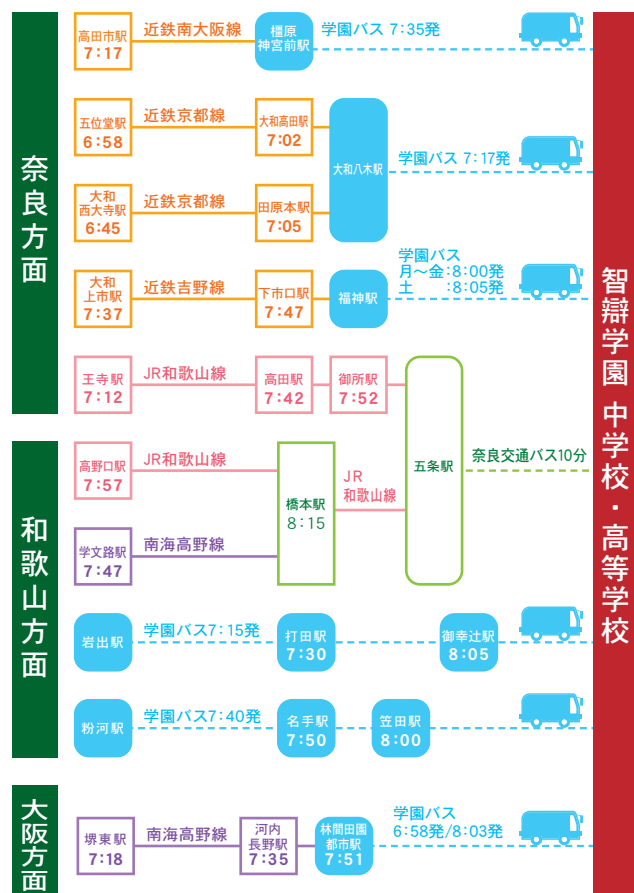 奈良方面
高田市駅
7:17
近鉄南大阪線
橿原
神宮前駅
学園バス 7:35発
五位堂駅
6:58
近鉄京都線
大和高田駅
7:02
大和八木駅
学園バス 7:17発
大和
西大寺駅
6:45
近鉄京都線
田原本駅
7:05
大和
上市駅
7:37
近鉄吉野線
下市口駅
7:47
福神駅
学園バス
月〜金:8:00発
土 :8:05発
王寺駅
7:12
JR和歌山線
高田駅
7:42
御所駅
7:52
五条駅
奈良交通バス10分
和歌山方面
高野口駅
7:57
JR和歌山線
橋本駅
8:15
JR
和歌山線
学文路駅
7:47
南海高野線
岩出駅
学園バス7:15発
打田駅
7:30
御幸辻駅
8:05
粉河駅
学園バス7:40発
名手駅
7:50
笠田駅
8:00
大阪方面
堺東駅
7:18
南海高野線
河内
長野駅
7:35
林間田園
都市駅
7:51
学園バス
6:58発/8:03発
智辯学園 中学校・高等学校